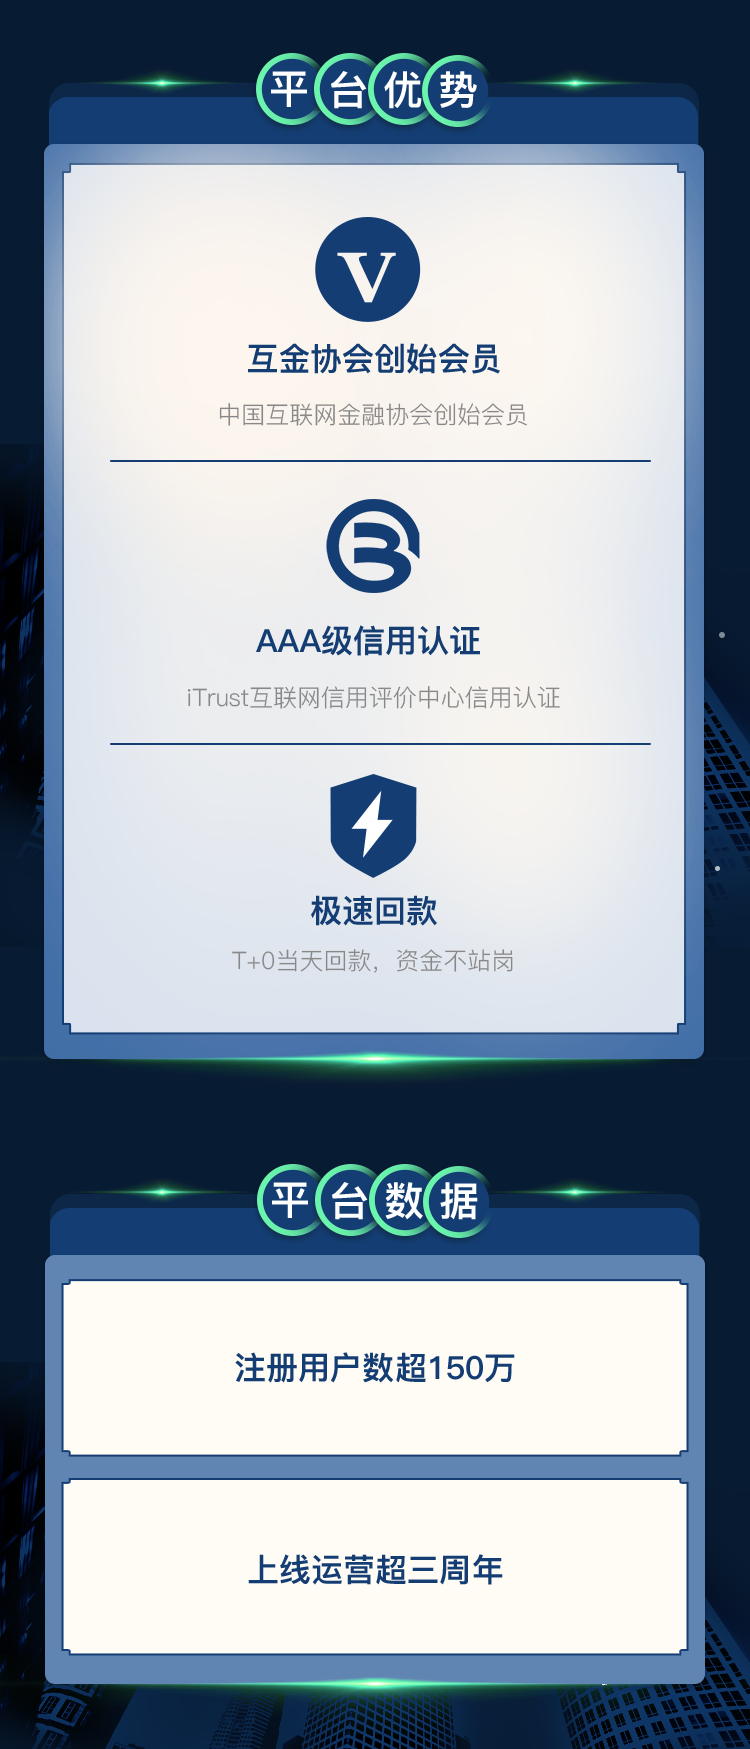 平台优势
V
互金协会创始会员
中国互联网金融协会创始会员
AAA级信用认证
iTrust互联网信用评价中心信用认证
极速回款
T+0当天回款，资金不站岗
平台数据
注册用户数超150万
上线运营超三周年